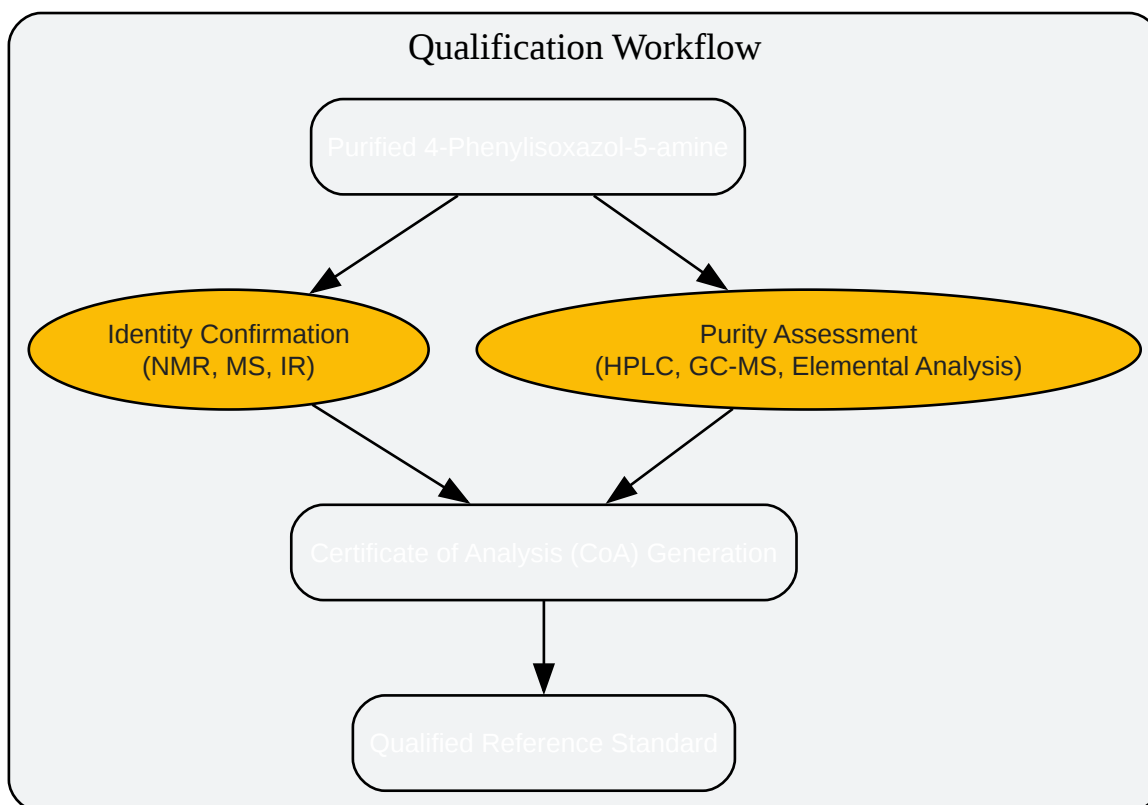 Qualification Workflow
Purified 4-Phenylisoxazol-5-amine
Identity Confirmation
(NMR, MS, IR)
Purity Assessment
(HPLC, GC-MS, Elemental Analysis)
Certificate of Analysis (CoA) Generation
Qualified Reference Standard